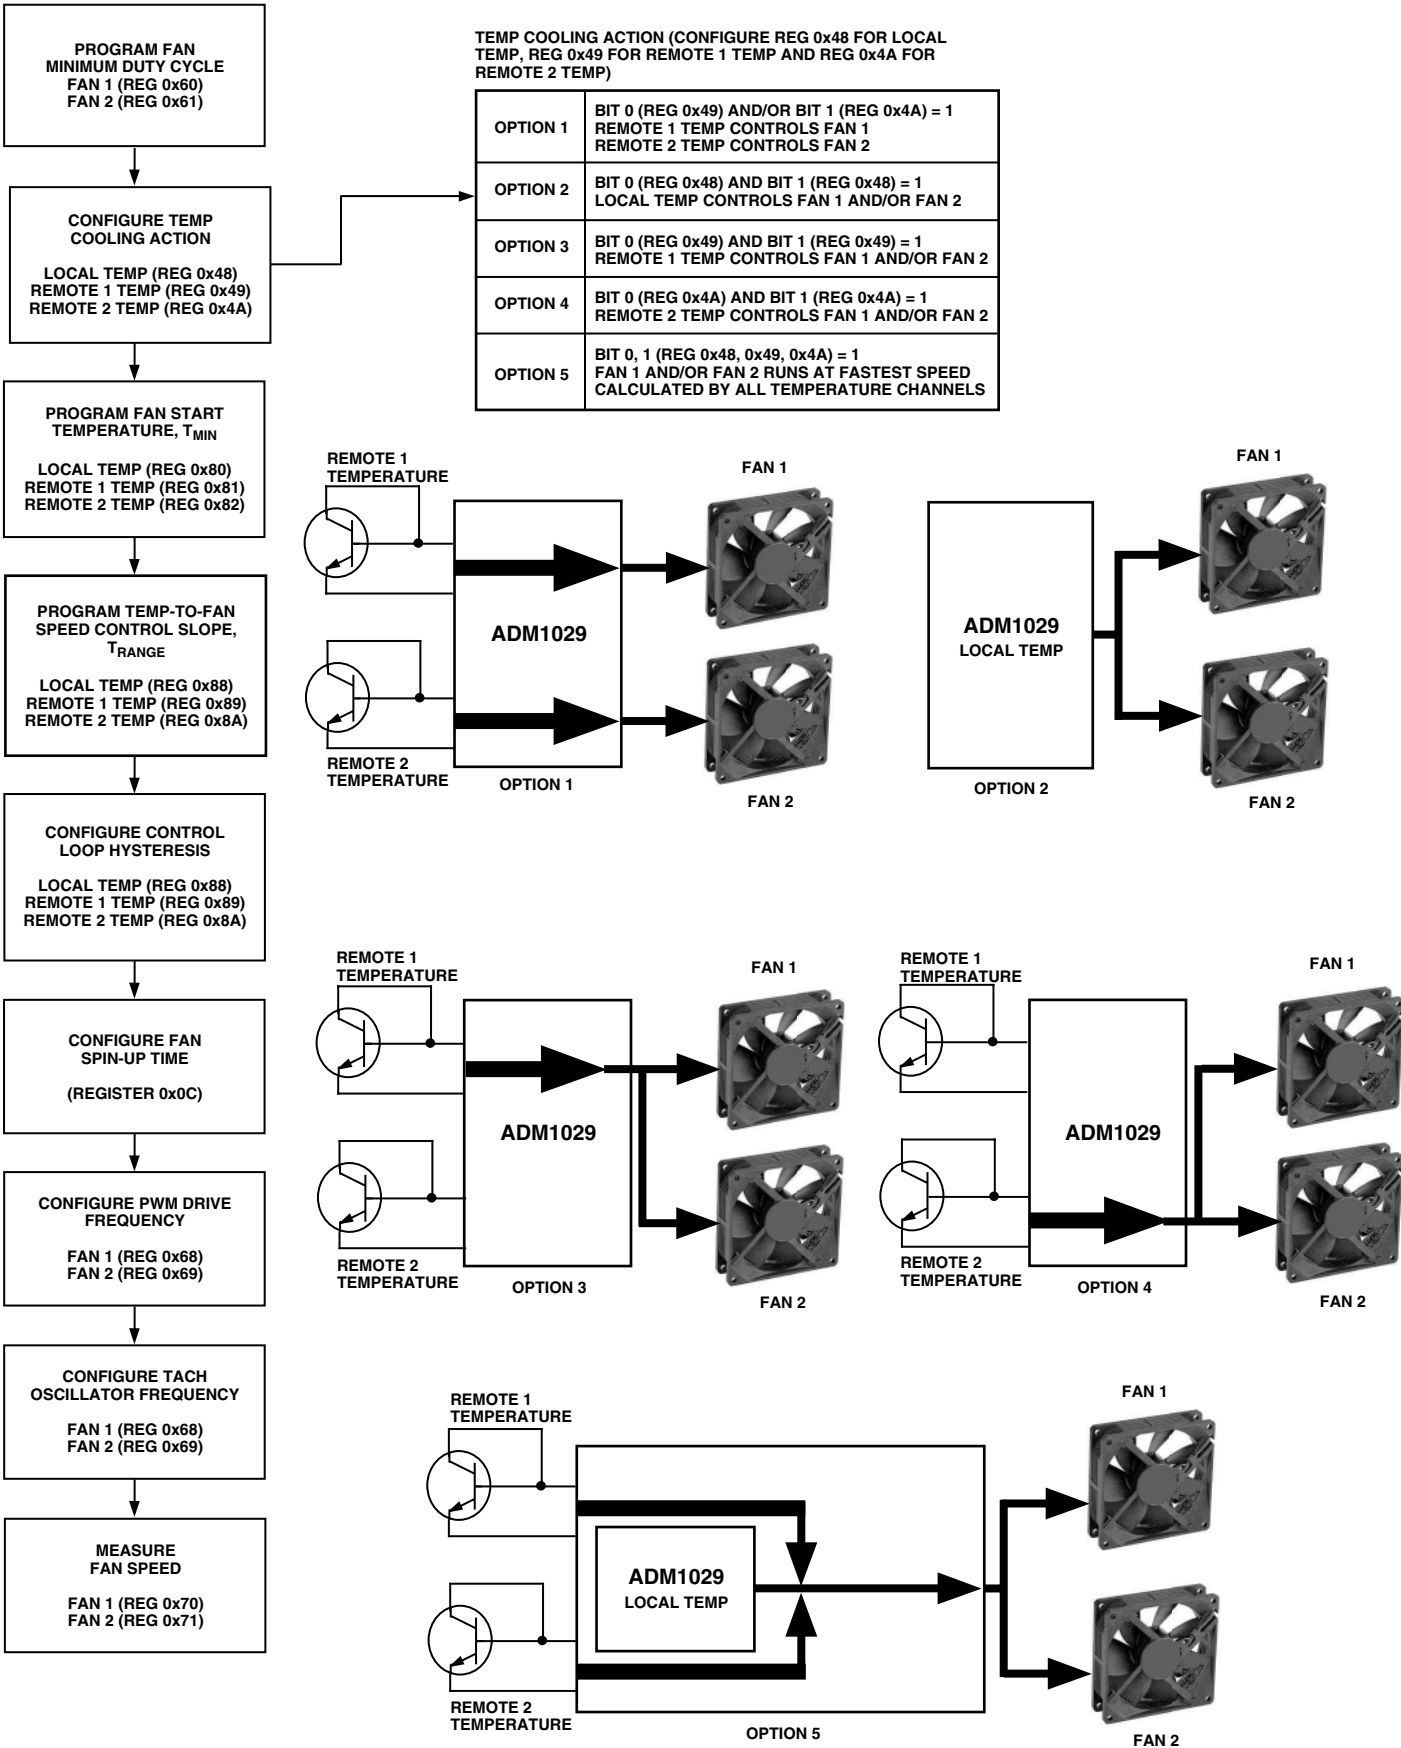 PROGRAM FAN
MINIMUM DUTY CYCLE
FAN 1 (REG 0x60)
FAN 2 (REG 0x61)
CONFIGURE TEMP
COOLING ACTION
LOCAL TEMP (REG 0x48)
REMOTE 1 TEMP (REG 0x49)
REMOTE 2 TEMP (REG 0x4A)
PROGRAM FAN START
TEMPERATURE, TMIN
LOCAL TEMP (REG 0x80)
REMOTE 1 TEMP (REG 0x81)
REMOTE 2 TEMP (REG 0x82)
PROGRAM TEMP-TO-FAN
SPEED CONTROL SLOPE,
TRANGE
LOCAL TEMP (REG 0x88)
REMOTE 1 TEMP (REG 0x89)
REMOTE 2 TEMP (REG 0x8A)
CONFIGURE CONTROL
LOOP HYSTERESIS
LOCAL TEMP (REG 0x88)
REMOTE 1 TEMP (REG 0x89)
REMOTE 2 TEMP (REG 0x8A)
CONFIGURE FAN
SPIN-UP TIME
(REGISTER 0x0C)
CONFIGURE PWM DRIVE
FREQUENCY
FAN 1 (REG 0x68)
FAN 2 (REG 0x69)
CONFIGURE TACH
OSCILLATOR FREQUENCY
FAN 1 (REG 0x68)
FAN 2 (REG 0x69)
MEASURE
FAN SPEED
FAN 1 (REG 0x70)
FAN 2 (REG 0x71)
TEMP COOLING ACTION (CONFIGURE REG 0x48 FOR LOCAL
TEMP, REG 0x49 FOR REMOTE 1 TEMP AND REG 0x4A FOR
REMOTE 2 TEMP)
OPTION 1
BIT 0 (REG 0x49) AND/OR BIT 1 (REG 0x4A) = 1
REMOTE 1 TEMP CONTROLS FAN 1
REMOTE 2 TEMP CONTROLS FAN 2
OPTION 2
BIT 0 (REG 0x48) AND BIT 1 (REG 0x48) = 1
LOCAL TEMP CONTROLS FAN 1 AND/OR FAN 2
OPTION 3
BIT 0 (REG 0x49) AND BIT 1 (REG 0x49) = 1
REMOTE 1 TEMP CONTROLS FAN 1 AND/OR FAN 2
OPTION 4
BIT 0 (REG 0x4A) AND BIT 1 (REG 0x4A) = 1
REMOTE 2 TEMP CONTROLS FAN 1 AND/OR FAN 2
OPTION 5
BIT 0, 1 (REG 0x48, 0x49, 0x4A) = 1
FAN 1 AND/OR FAN 2 RUNS AT FASTEST SPEED
CALCULATED BY ALL TEMPERATURE CHANNELS
REMOTE 1
TEMPERATURE
FAN 1
ADM1029
REMOTE 2
TEMPERATURE
OPTION 1
FAN 2
FAN 1
ADM1029
LOCAL TEMP
OPTION 2
FAN 2
REMOTE 1
TEMPERATURE
FAN 1
ADM1029
REMOTE 2
TEMPERATURE
OPTION 3
FAN 2
REMOTE 1
TEMPERATURE
FAN 1
ADM1029
REMOTE 2
TEMPERATURE
OPTION 4
FAN 2
REMOTE 1
TEMPERATURE
FAN 1
ADM1029
LOCAL TEMP
REMOTE 2
TEMPERATURE
OPTION 5
FAN 2